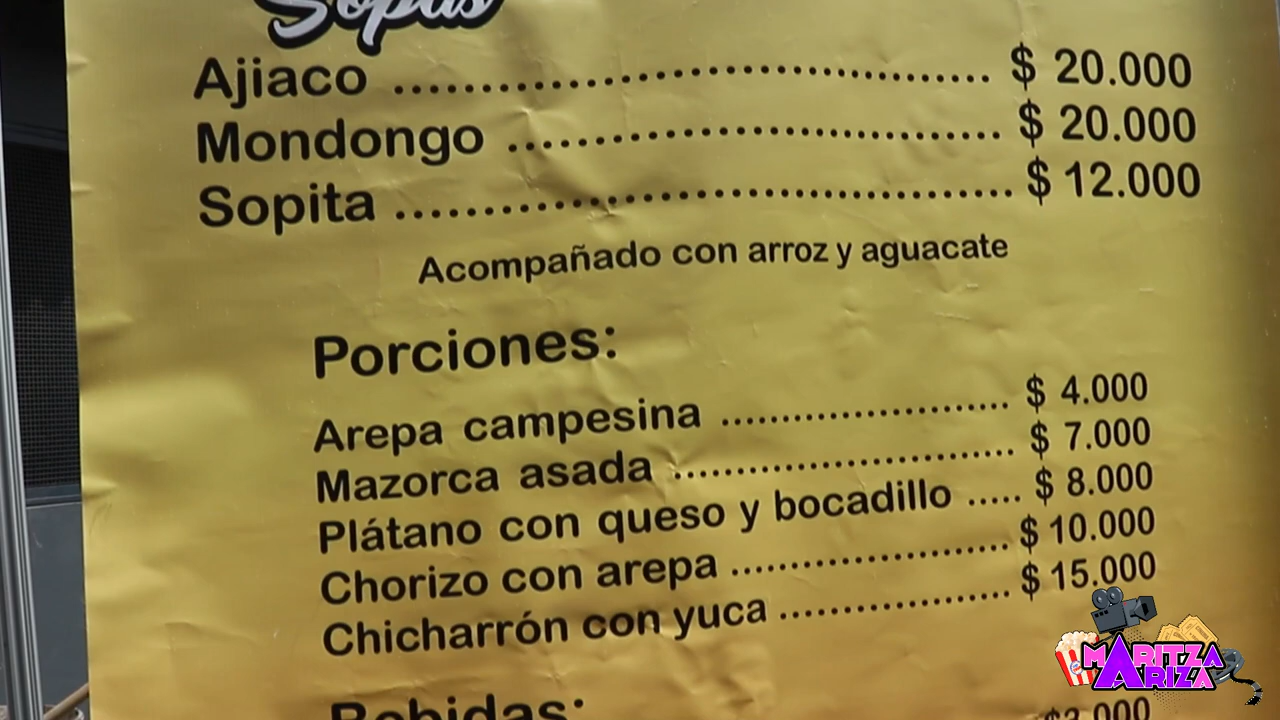 Sopas
Ajiaco ........................................ $ 20.000
Mondongo .................................. $ 20.000
Sopita ......................................... $ 12.000
Acompañado con arroz y aguacate
Porciones:
Arepa campesina ........................ $ 4.000
Mazorca asada ............................ $ 7.000
Plátano con queso y bocadillo ..... $ 8.000
Chorizo con arepa ....................... $ 10.000
Chicharrón con yuca ................... $ 15.000
Bebidas:
MARITZA
ARIZA